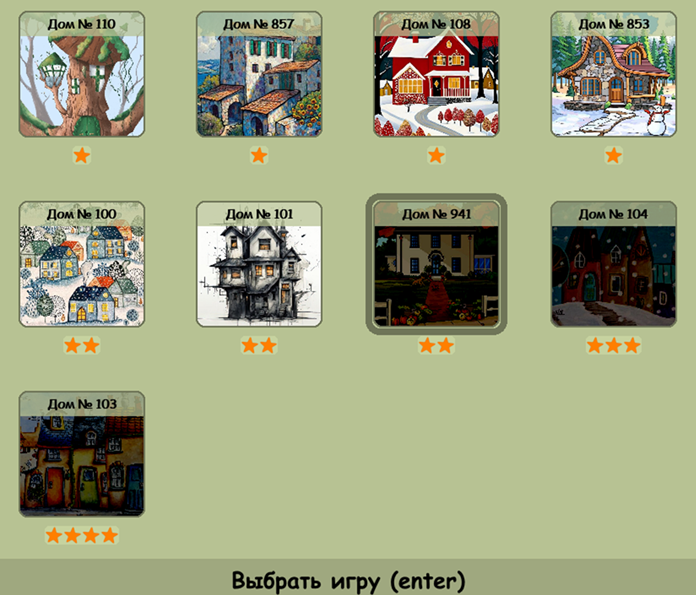 Дом № 110
Дом № 857
Дом № 108
Дом № 853
Дом № 100
Дом № 101
Дом № 941
Дом № 104
Дом № 103
Выбрать игру (enter)